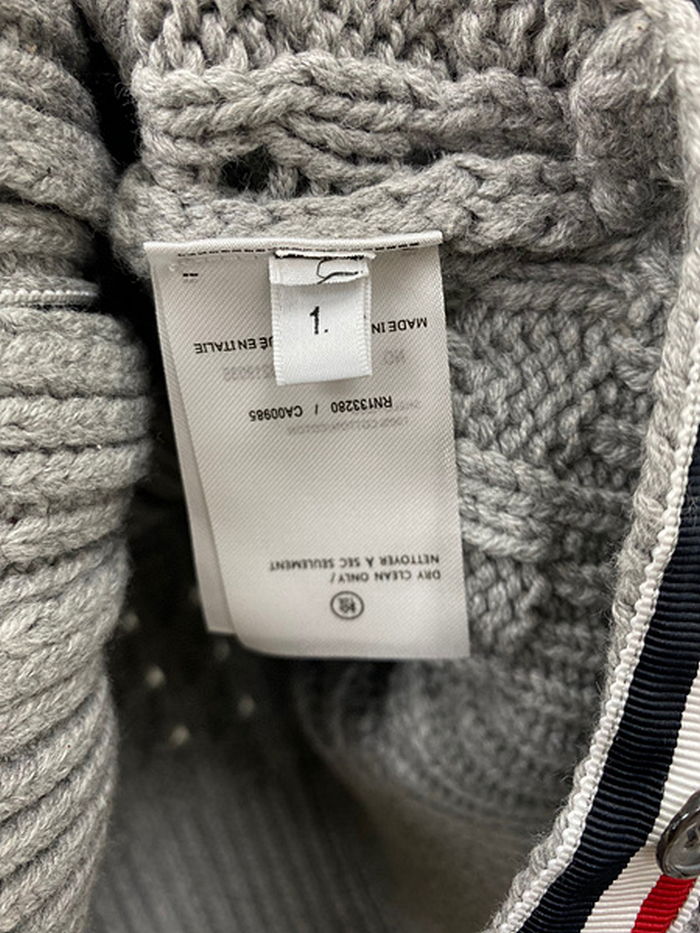 1.
DRY CLEAN ONLY/
NETTOYER À SEC SEULEMENT
RN133280 / CA00985
MADE IN EN ITALIE